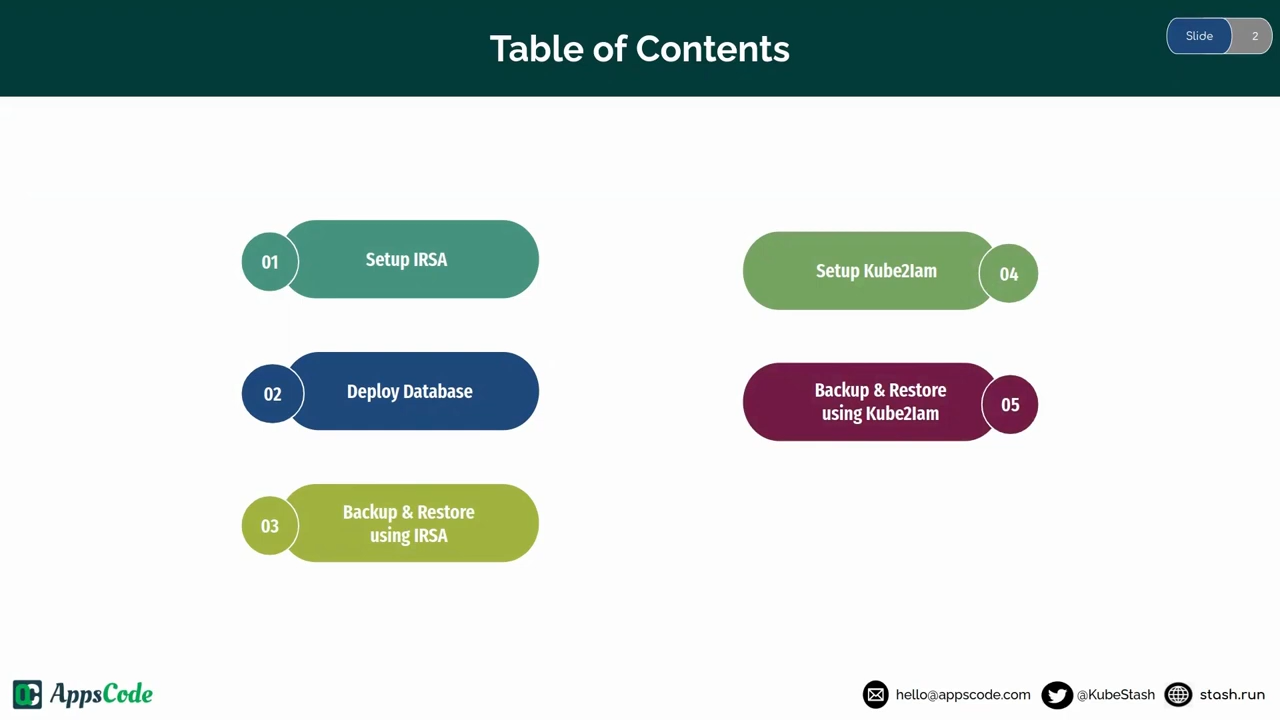 Table of Contents
Slide 2
01 Setup IRSA
02 Deploy Database
03 Backup & Restore
using IRSA
Setup Kube2Iam 04
Backup & Restore
using Kube2Iam 05
AppsCode
hello@appscode.com @KubeStash stash.run